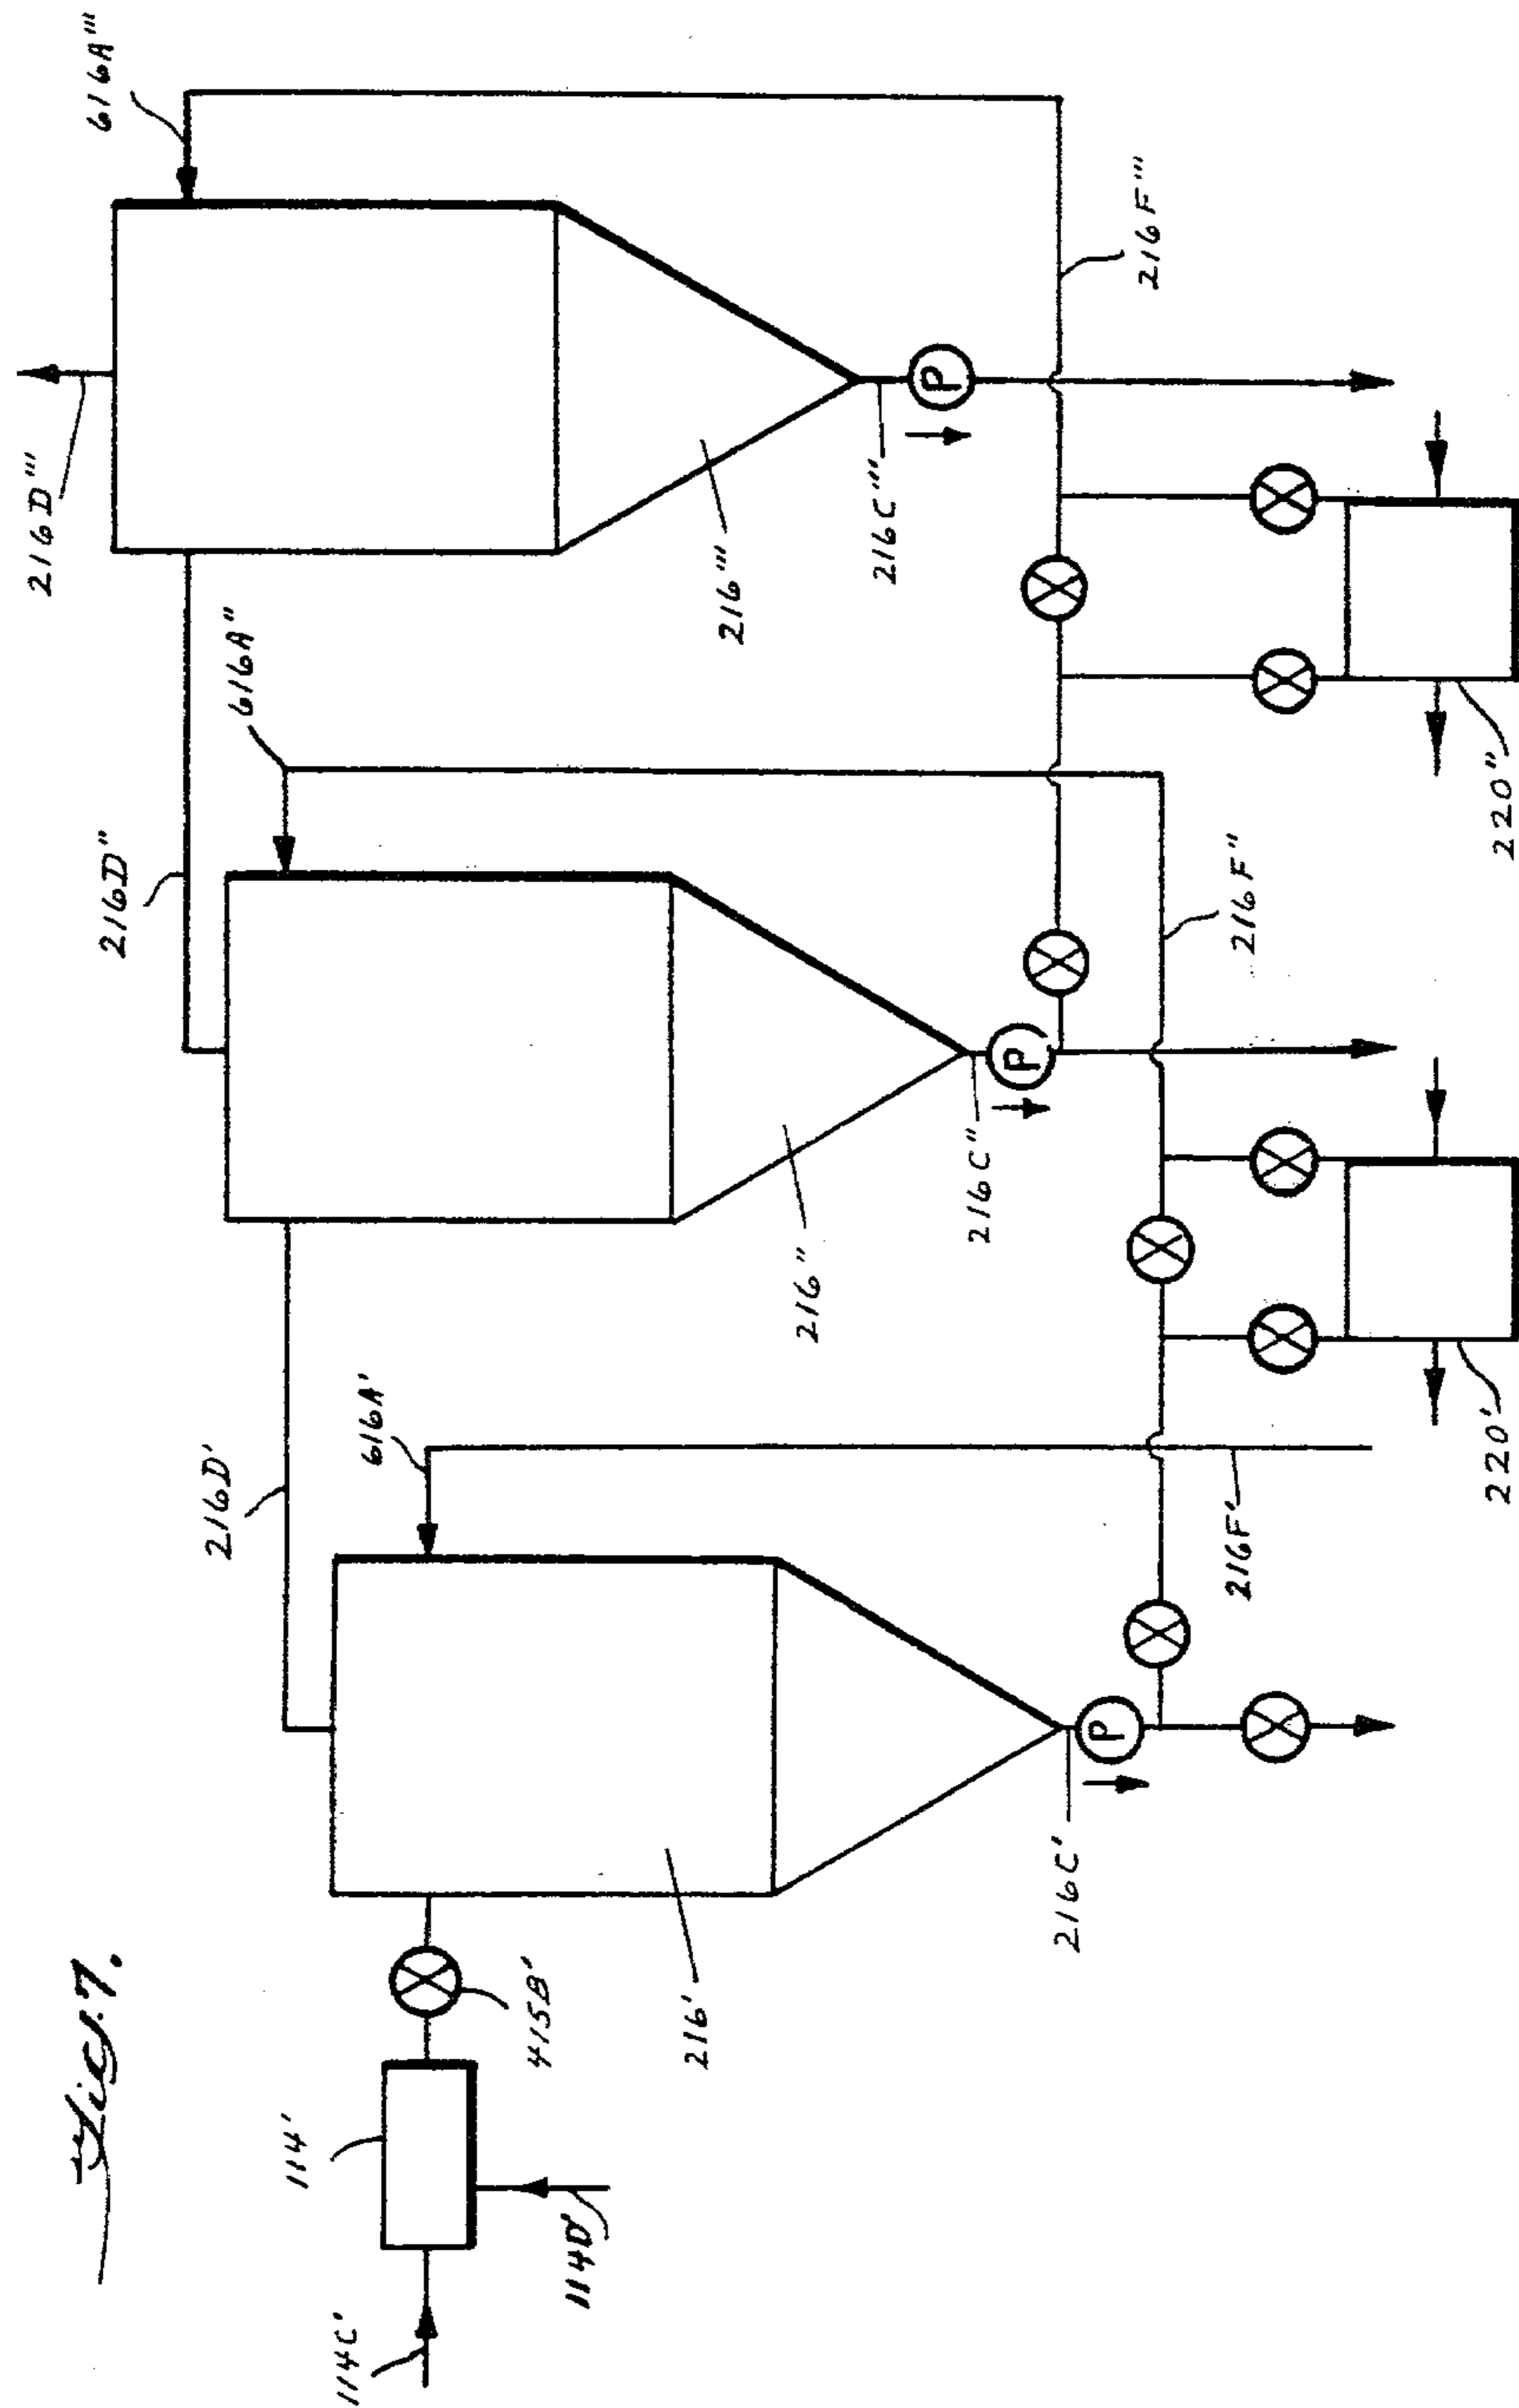 Fig. 7.
114C'
114'
114D'
415B'
216'
216D'
616A'
216C'
216F'
220'
216D"
616A"
216"
216C"
216F"
220"
216D'''
616A'''
216'''
216C'''
216F'''
P
P
P